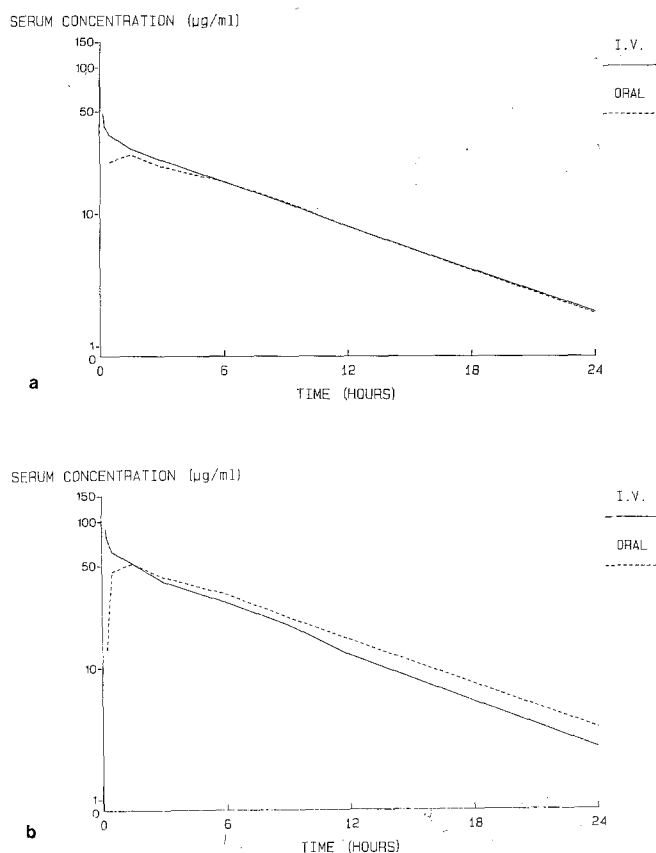 SERUM CONCENTRATION (µg/ml)
I.V.
ORAL
150
100
50
10
1
0
0 6 12 18 24
TIME (HOURS)
a
SERUM CONCENTRATION (µg/ml)
I.V.
ORAL
150
100
50
10
1
0
0 6 12 18 24
TIME (HOURS)
b